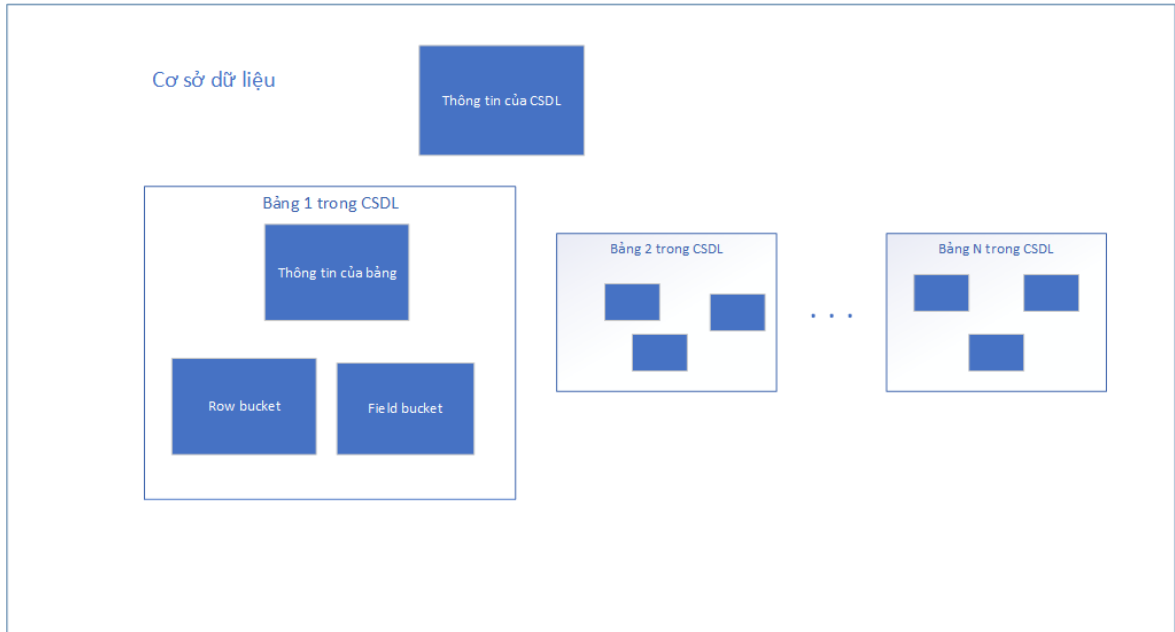 Cơ sở dữ liệu
Thông tin của CSDL
Bảng 1 trong CSDL
Thông tin của bảng
Row bucket
Field bucket
Bảng 2 trong CSDL
. . .
Bảng N trong CSDL